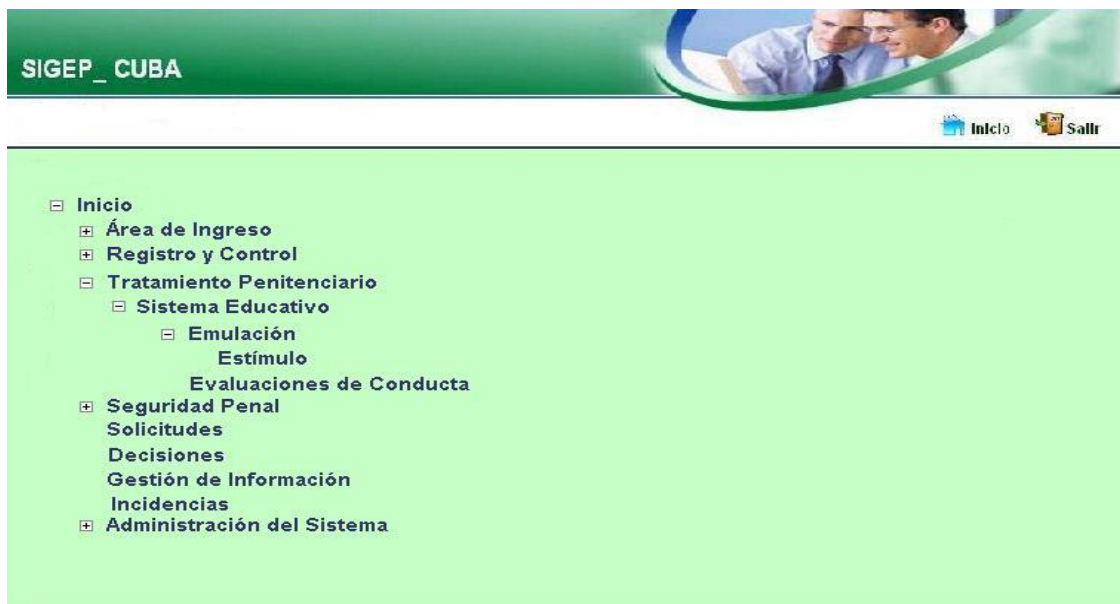 SIGEP_ CUBA
Inicio Salir
Inicio
Área de Ingreso
Registro y Control
Tratamiento Penitenciario
Sistema Educativo
Emulación
Estímulo
Evaluaciones de Conducta
Seguridad Penal
Solicitudes
Decisiones
Gestión de Información
Incidencias
Administración del Sistema